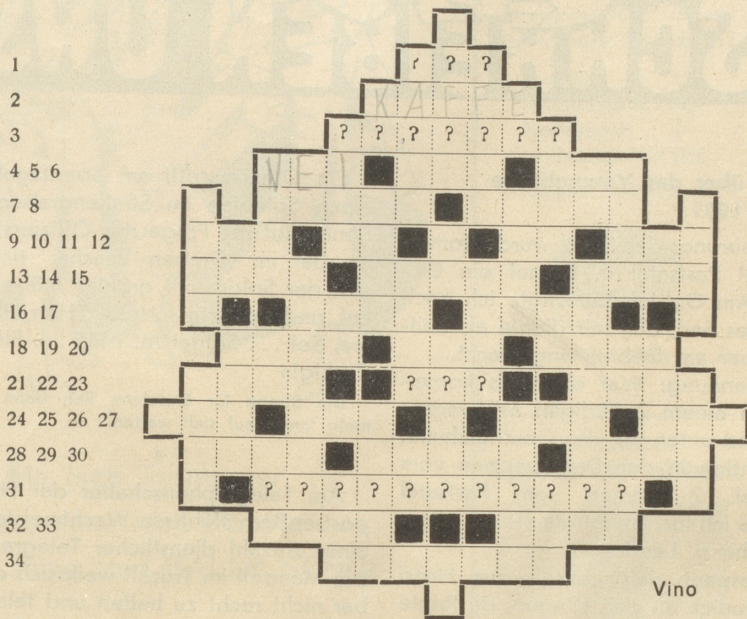 1 ? ? ?
2 KAFFE
3 ? ? ? ? ? ? ?
4 5 6 NEI
7 8
9 10 11 12
13 14 15
16 17
18 19 20
21 22 23 ? ? ?
24 25 26 27
28 29 30
31 ? ? ? ? ? ? ? ? ? ? ?
32 33
34
Vino